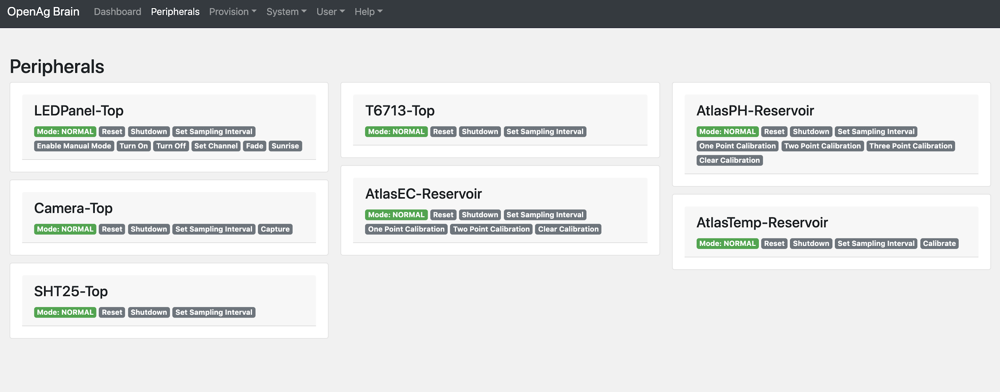 OpenAg Brain Dashboard Peripherals Provision System User Help
Peripherals
LEDPanel-Top
Mode: NORMAL Reset Shutdown Set Sampling Interval
Enable Manual Mode Turn On Turn Off Set Channel Fade Sunrise
Camera-Top
Mode: NORMAL Reset Shutdown Set Sampling Interval Capture
SHT25-Top
Mode: NORMAL Reset Shutdown Set Sampling Interval
T6713-Top
Mode: NORMAL Reset Shutdown Set Sampling Interval
AtlasEC-Reservoir
Mode: NORMAL Reset Shutdown Set Sampling Interval
One Point Calibration Two Point Calibration Clear Calibration
AtlasPH-Reservoir
Mode: NORMAL Reset Shutdown Set Sampling Interval
One Point Calibration Two Point Calibration Three Point Calibration
Clear Calibration
AtlasTemp-Reservoir
Mode: NORMAL Reset Shutdown Set Sampling Interval Calibrate